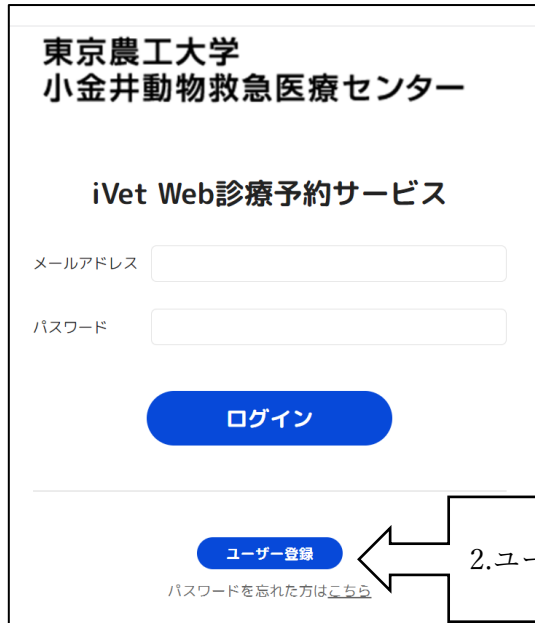 東京農工大学
小金井動物救急医療センター
iVet Web診療予約サービス
メールアドレス
パスワード
ログイン
ユーザー登録
2.ユー
パスワードを忘れた方はこちら